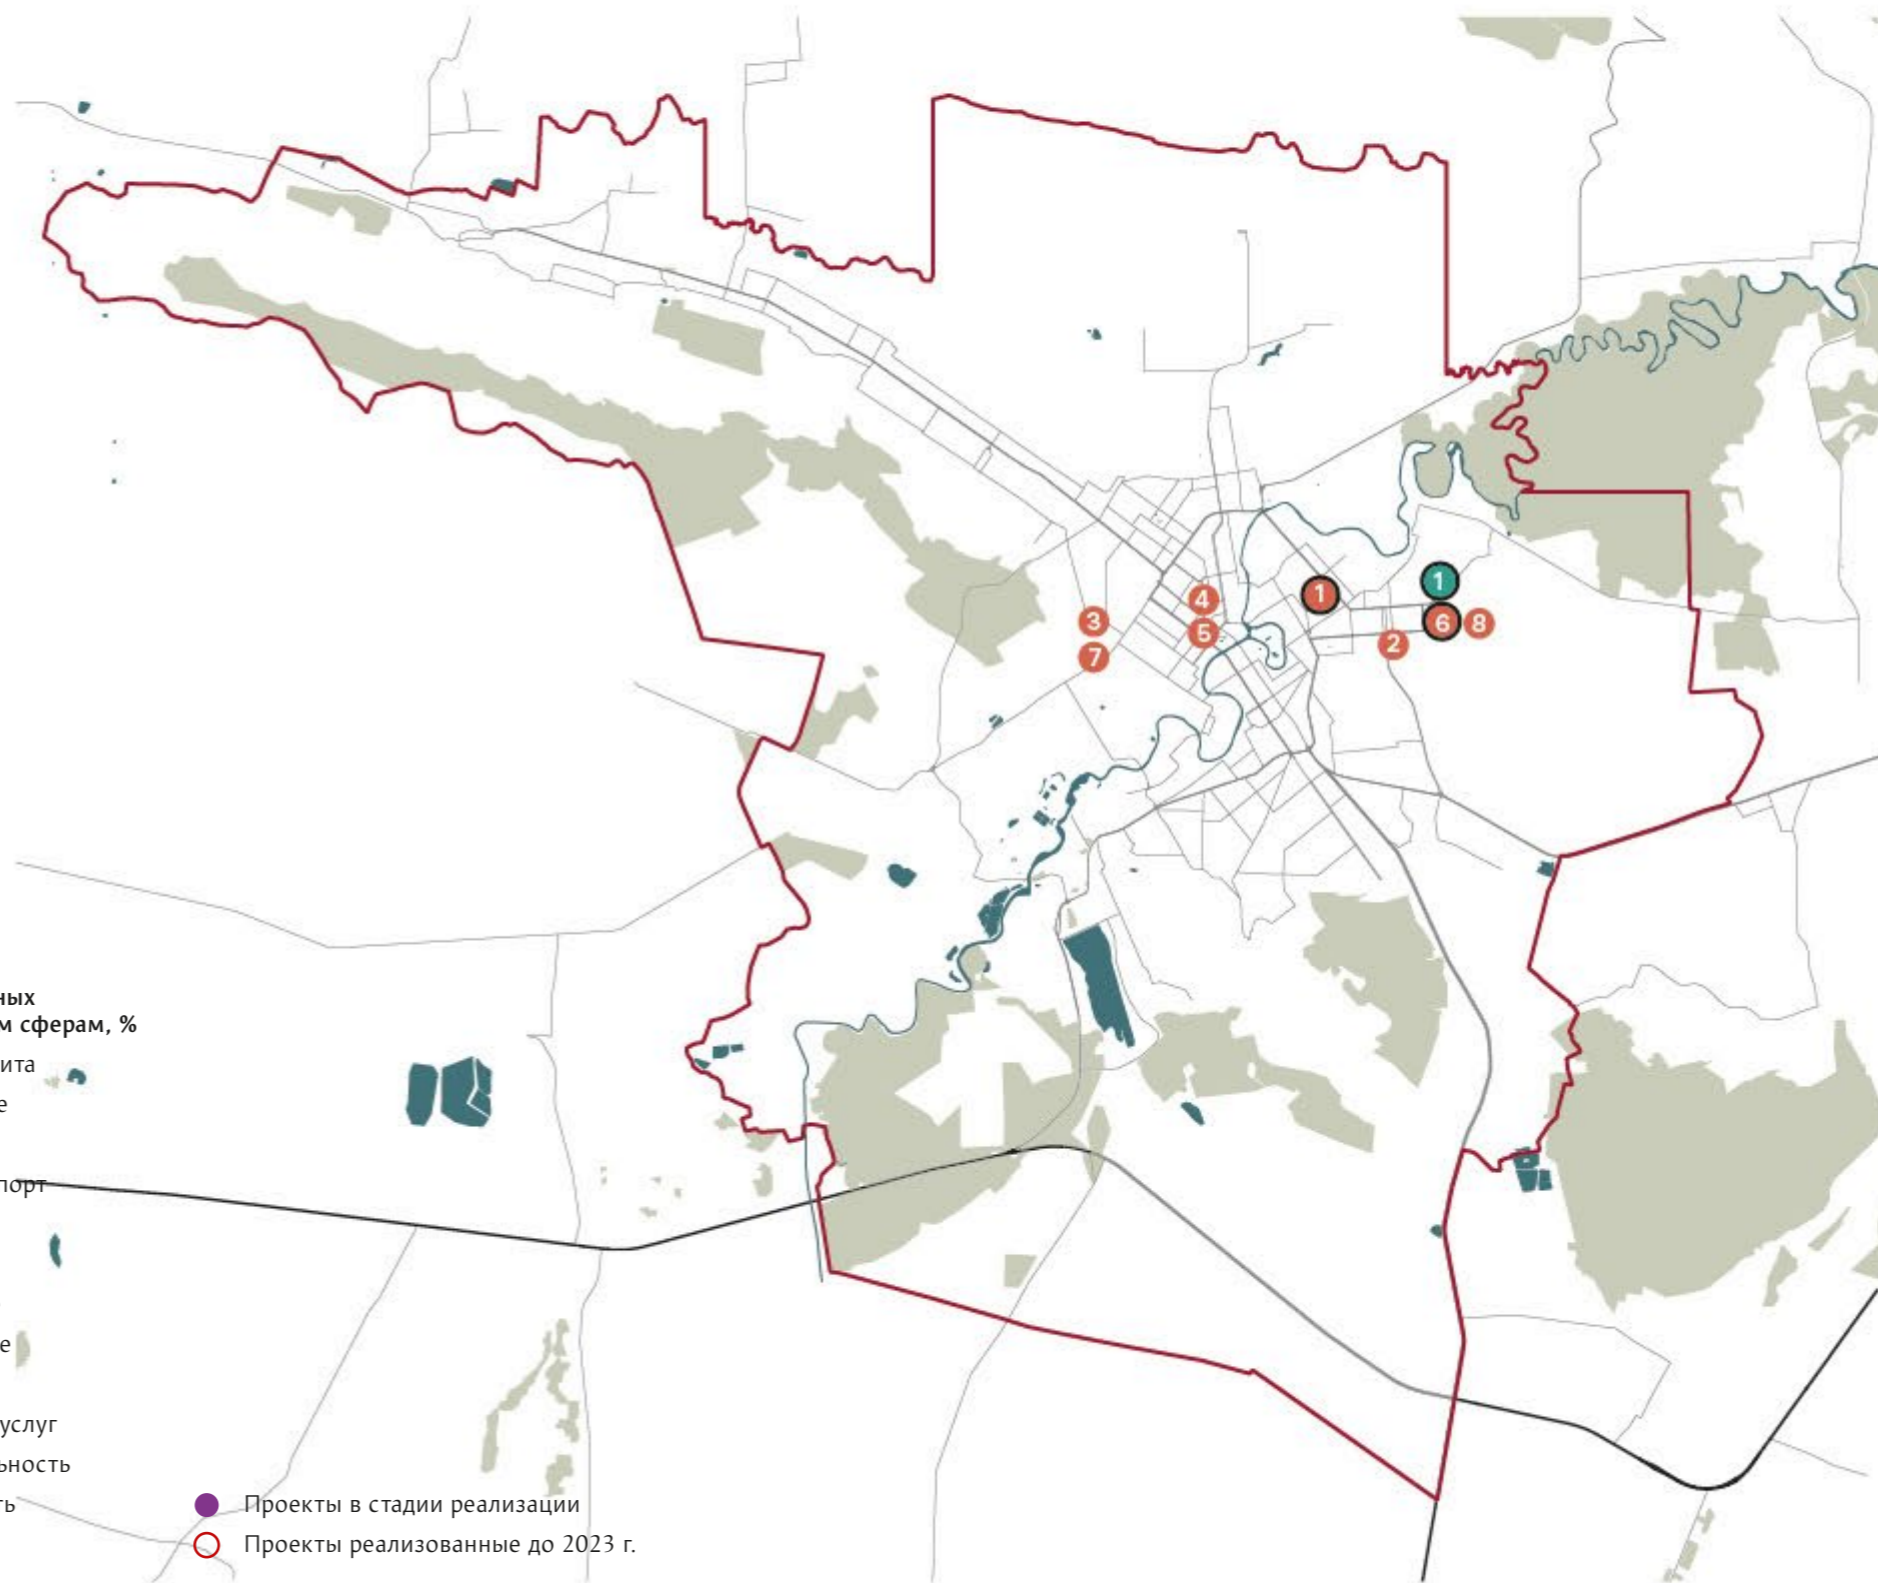 ных
м сферам, %
ита
е
порт
е
услуг
ьность
ть
Проекты в стадии реализации
Проекты реализованные до 2023 г.
1
1
4
3
6
8
5
2
7